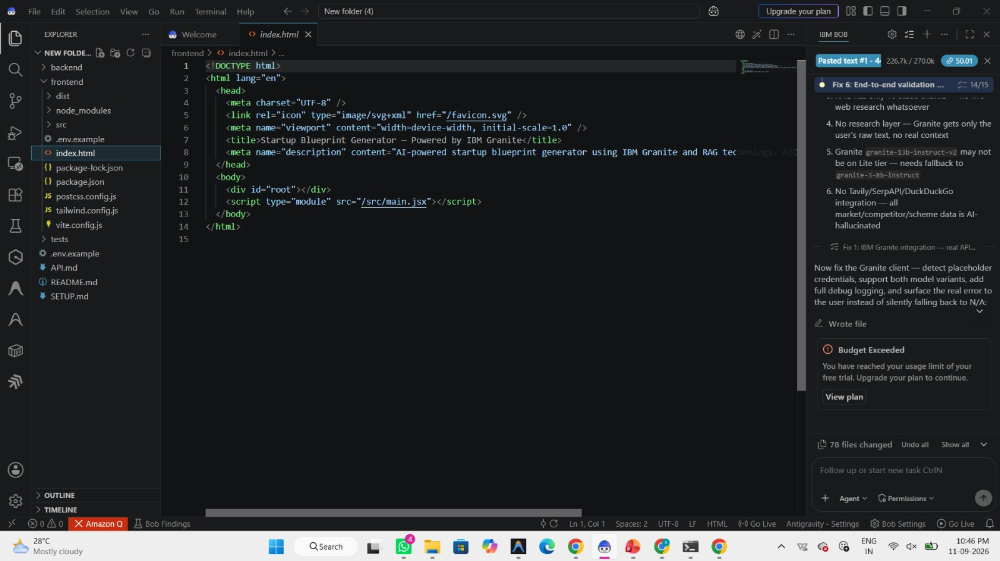 File Edit Selection View Go Run Terminal Help
New folder (4)
Upgrade your plan
EXPLORER
NEW FOLDE...
backend
frontend
dist
node_modules
src
.env.example
index.html
package-lock.json
package.json
postcss.config.js
tailwind.config.js
vite.config.js
tests
.env.example
API.md
README.md
SETUP.md
OUTLINE
TIMELINE
Welcome
index.html
frontend > index.html > ...
1 <!DOCTYPE html>
2 <html lang="en">
3 <head>
4 <meta charset="UTF-8" />
5 <link rel="icon" type="image/svg+xml" href="/favicon.svg" />
6 <meta name="viewport" content="width=device-width, initial-scale=1.0" />
7 <title>Startup Blueprint Generator — Powered by IBM Granite</title>
8 <meta name="description" content="AI-powered startup blueprint generator using IBM Granite and RAG technology.
9 </head>
10 <body>
11 <div id="root"></div>
12 <script type="module" src="/src/main.jsx"></script>
13 </body>
14 </html>
15
IBM BOB
Pasted text #1 - 4
226.7k / 270.0k
50.01
Fix 6: End-to-end validation ...
14/15
web research whatsoever
4. No research layer — Granite gets only the
user's raw text, no real context
5. Granite granite-13b-instruct-v2 may not
be on Lite tier — needs fallback to
granite-3-8b-instruct
6. No Tavily/SerpAPI/DuckDuckGo
integration — all
market/competitor/scheme data is AI-
hallucinated
Fix 1: IBM Granite integration — real API...
Now fix the Granite client — detect placeholder
credentials, support both model variants, add
full debug logging, and surface the real error to
the user instead of silently falling back to N/A:
Wrote file
Budget Exceeded
You have reached your usage limit of your
free trial. Upgrade your plan to continue.
View plan
78 files changed Undo all Show all
Follow up or start new task CtrlN
Agent
Permissions
0 0 Amazon Q Bob Findings
Ln 1, Col 1 Spaces: 2 UTF-8 LF HTML Go Live Antigravity - Settings Bob Settings Go Live
28°C
Mostly cloudy
Search
4
ENG
IN
10:46 PM
11-09-2026